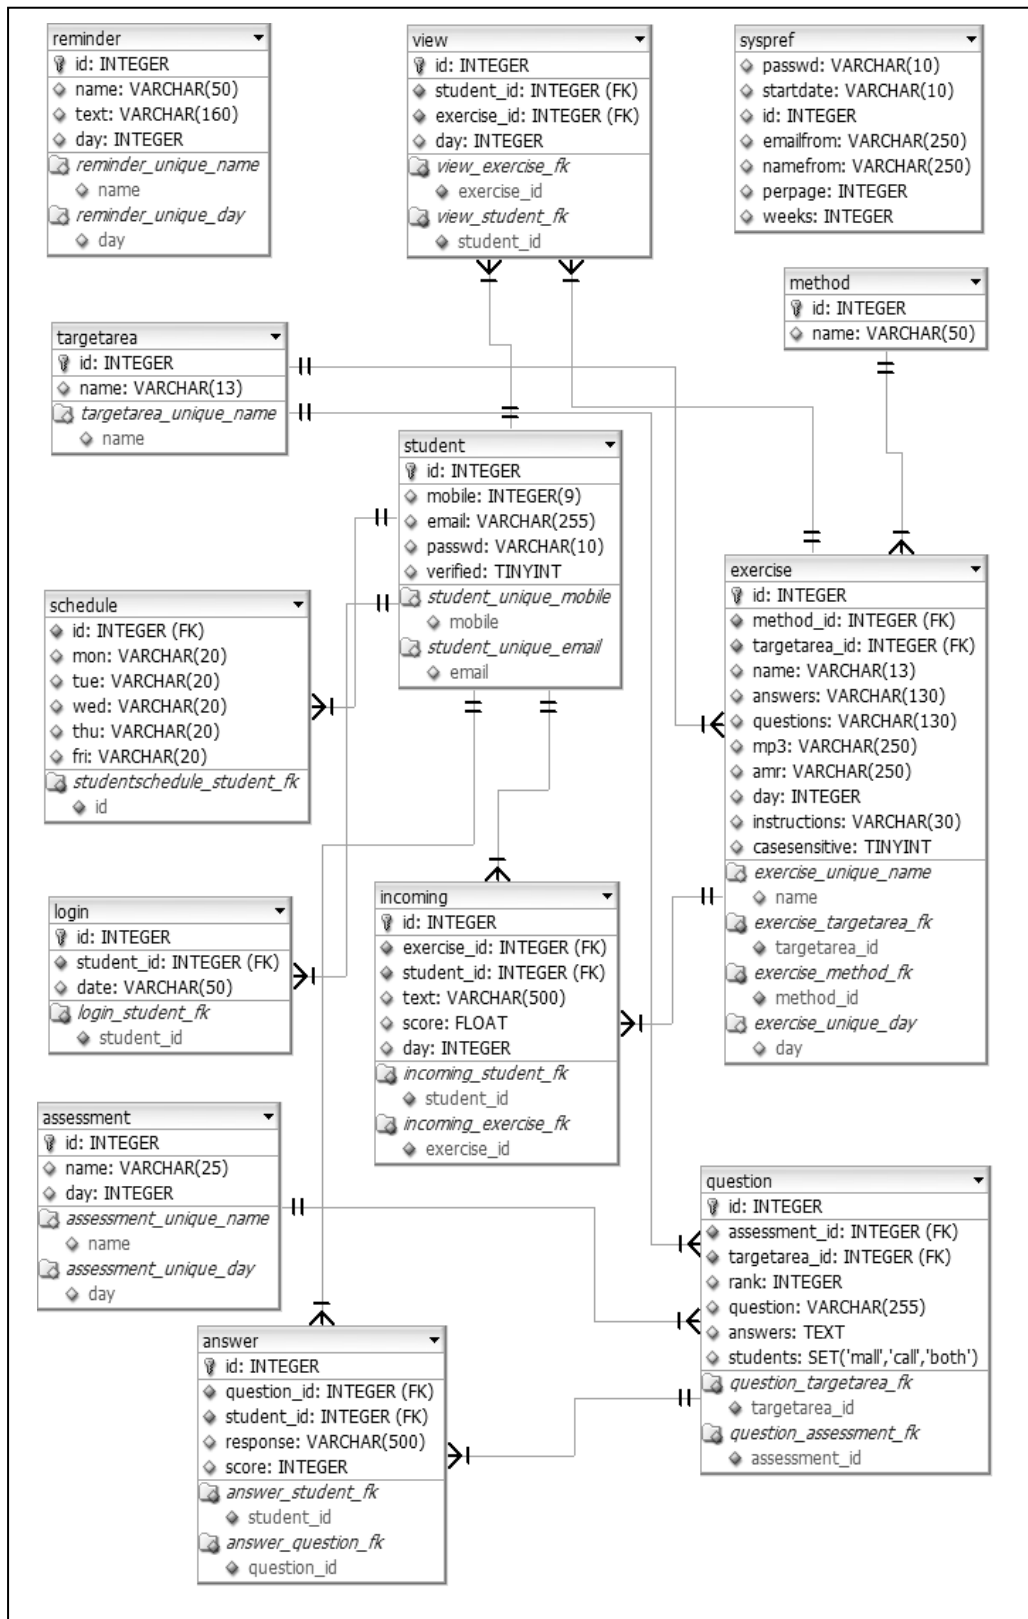 reminder
id: INTEGER
name: VARCHAR(50)
text: VARCHAR(160)
day: INTEGER
reminder_unique_name
name
reminder_unique_day
day
view
id: INTEGER
student_id: INTEGER (FK)
exercise_id: INTEGER (FK)
day: INTEGER
view_exercise_fk
exercise_id
view_student_fk
student_id
syspref
passwd: VARCHAR(10)
startdate: VARCHAR(10)
id: INTEGER
emailfrom: VARCHAR(250)
namefrom: VARCHAR(250)
perpage: INTEGER
weeks: INTEGER
method
id: INTEGER
name: VARCHAR(50)
targetarea
id: INTEGER
name: VARCHAR(13)
targetarea_unique_name
name
student
id: INTEGER
mobile: INTEGER(9)
email: VARCHAR(255)
passwd: VARCHAR(10)
verified: TINYINT
student_unique_mobile
mobile
student_unique_email
email
schedule
id: INTEGER (FK)
mon: VARCHAR(20)
tue: VARCHAR(20)
wed: VARCHAR(20)
thu: VARCHAR(20)
fri: VARCHAR(20)
studentschedule_student_fk
id
exercise
id: INTEGER
method_id: INTEGER (FK)
targetarea_id: INTEGER (FK)
name: VARCHAR(13)
answers: VARCHAR(130)
questions: VARCHAR(130)
mp3: VARCHAR(250)
amr: VARCHAR(250)
day: INTEGER
instructions: VARCHAR(30)
casesensitive: TINYINT
exercise_unique_name
name
exercise_targetarea_fk
targetarea_id
exercise_method_fk
method_id
exercise_unique_day
day
login
id: INTEGER
student_id: INTEGER (FK)
date: VARCHAR(50)
login_student_fk
student_id
incoming
id: INTEGER
exercise_id: INTEGER (FK)
student_id: INTEGER (FK)
text: VARCHAR(500)
score: FLOAT
day: INTEGER
incoming_student_fk
student_id
incoming_exercise_fk
exercise_id
assessment
id: INTEGER
name: VARCHAR(25)
day: INTEGER
assessment_unique_name
name
assessment_unique_day
day
question
id: INTEGER
assessment_id: INTEGER (FK)
targetarea_id: INTEGER (FK)
rank: INTEGER
question: VARCHAR(255)
answers: TEXT
students: SET('mall','call','both')
question_targetarea_fk
targetarea_id
question_assessment_fk
assessment_id
answer
id: INTEGER
question_id: INTEGER (FK)
student_id: INTEGER (FK)
response: VARCHAR(500)
score: INTEGER
answer_student_fk
student_id
answer_question_fk
question_id